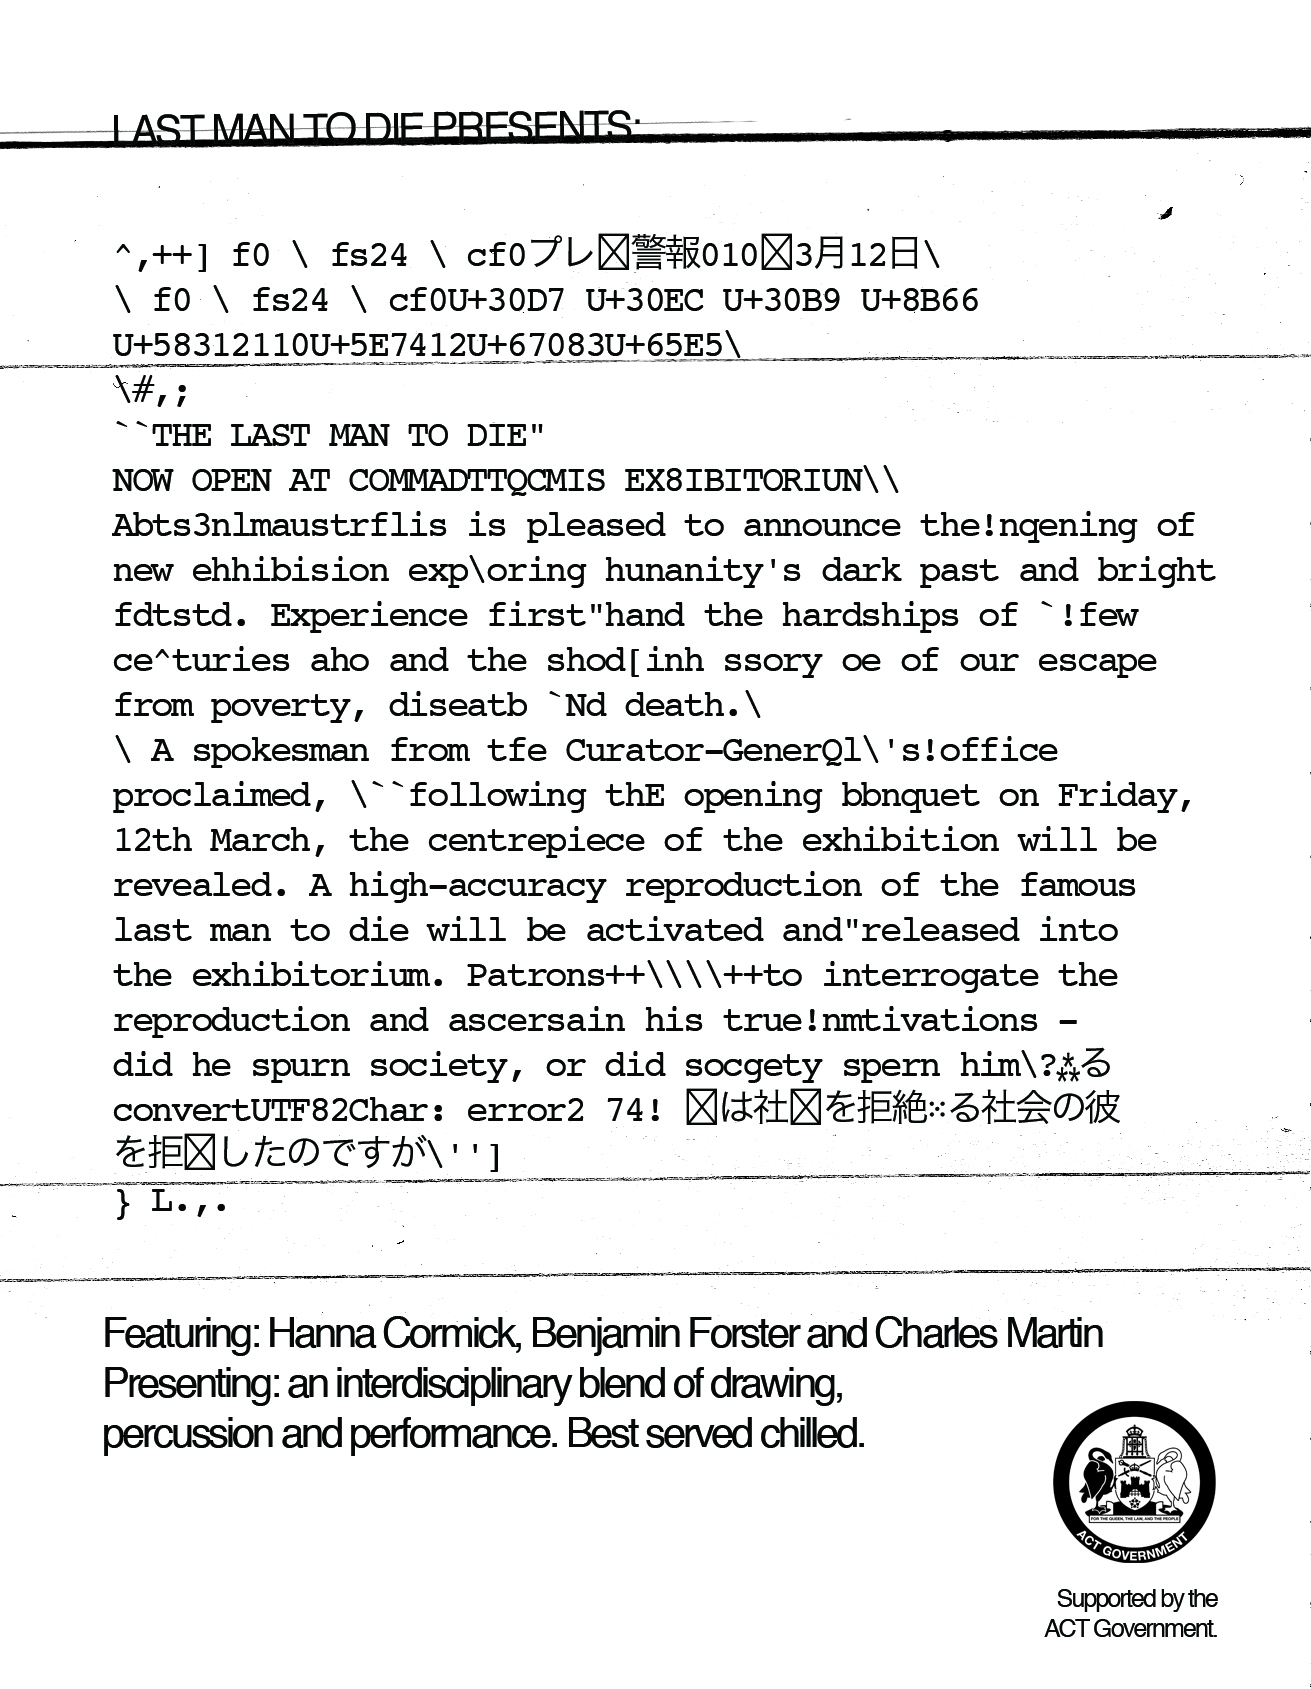 LAST MAN TO DIE PRESENTS:
^,++] f0 \ fs24 \ cf0プレ☒警報010☒3月12日\
\ f0 \ fs24 \ cf0U+30D7 U+30EC U+30B9 U+8B66
U+58312110U+5E7412U+67083U+65E5\
\#,;
``THE LAST MAN TO DIE"
NOW OPEN AT COMMADTTQCMIS EX8IBITORIUN\\
Abts3nlmaustrflis is pleased to announce the!nqening of
new ehhibision exp\oring hunanity's dark past and bright
fdtstd. Experience first"hand the hardships of `!few
ce^turies aho and the shod[inh ssory oe of our escape
from poverty, diseatb `Nd death.\
\ A spokesman from tfe Curator-GenerQl\'s!office
proclaimed, \``following thE opening bbnquet on Friday,
12th March, the centrepiece of the exhibition will be
revealed. A high-accuracy reproduction of the famous
last man to die will be activated and"released into
the exhibitorium. Patrons++\\\\++to interrogate the
reproduction and ascersain his true!nmtivations –
did he spurn society, or did socgety spern him\?⁂る
convertUTF82Char: error2 74! ☒は社☒を拒絶⁙る社会の彼
を拒☒したのですが\'']
} L.,.
Featuring: Hanna Cormick, Benjamin Forster and Charles Martin
Presenting: an interdisciplinary blend of drawing,
percussion and performance. Best served chilled.
FOR THE QUEEN, THE LAW, AND THE PEOPLE
ACT GOVERNMENT
Supported by the
ACT Government.